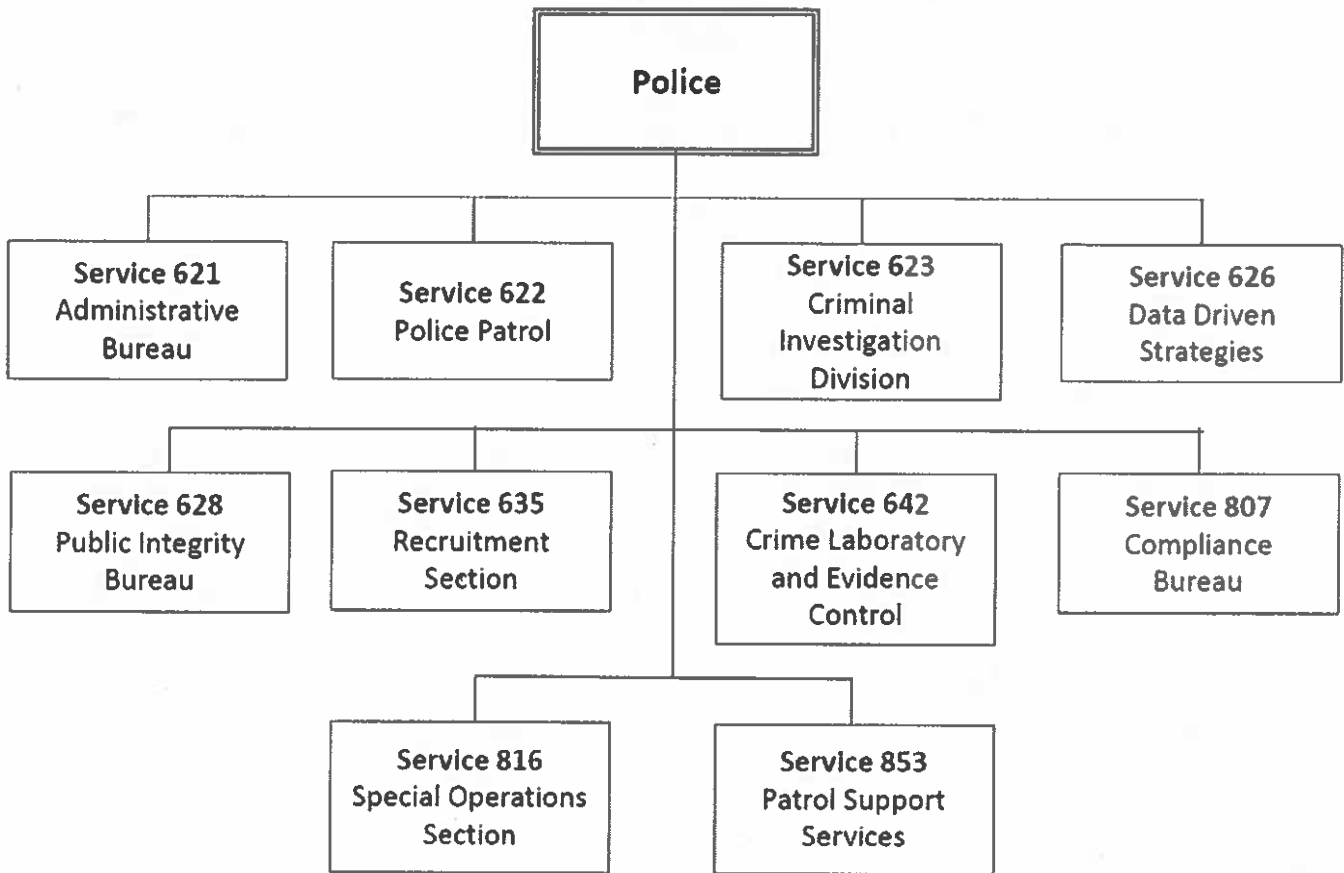 Police
Service 621
Administrative
Bureau
Service 622
Police Patrol
Service 623
Criminal
Investigation
Division
Service 626
Data Driven
Strategies
Service 628
Public Integrity
Bureau
Service 635
Recruitment
Section
Service 642
Crime Laboratory
and Evidence
Control
Service 807
Compliance
Bureau
Service 816
Special Operations
Section
Service 853
Patrol Support
Services